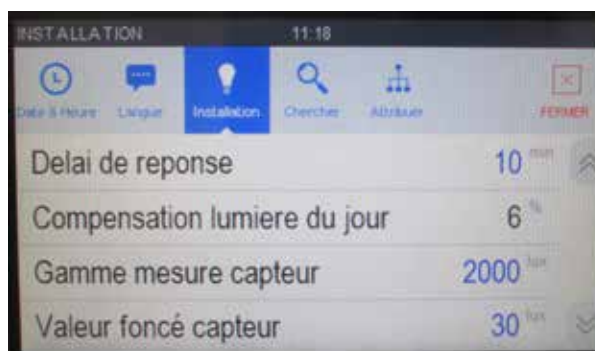 INSTALLATION 11:18
Date & Heure Langue Installation Chercher Attribuer FERMER
Delai de reponse 10 min
Compensation lumiere du jour 6 %
Gamme mesure capteur 2000 lux
Valeur foncé capteur 30 lux